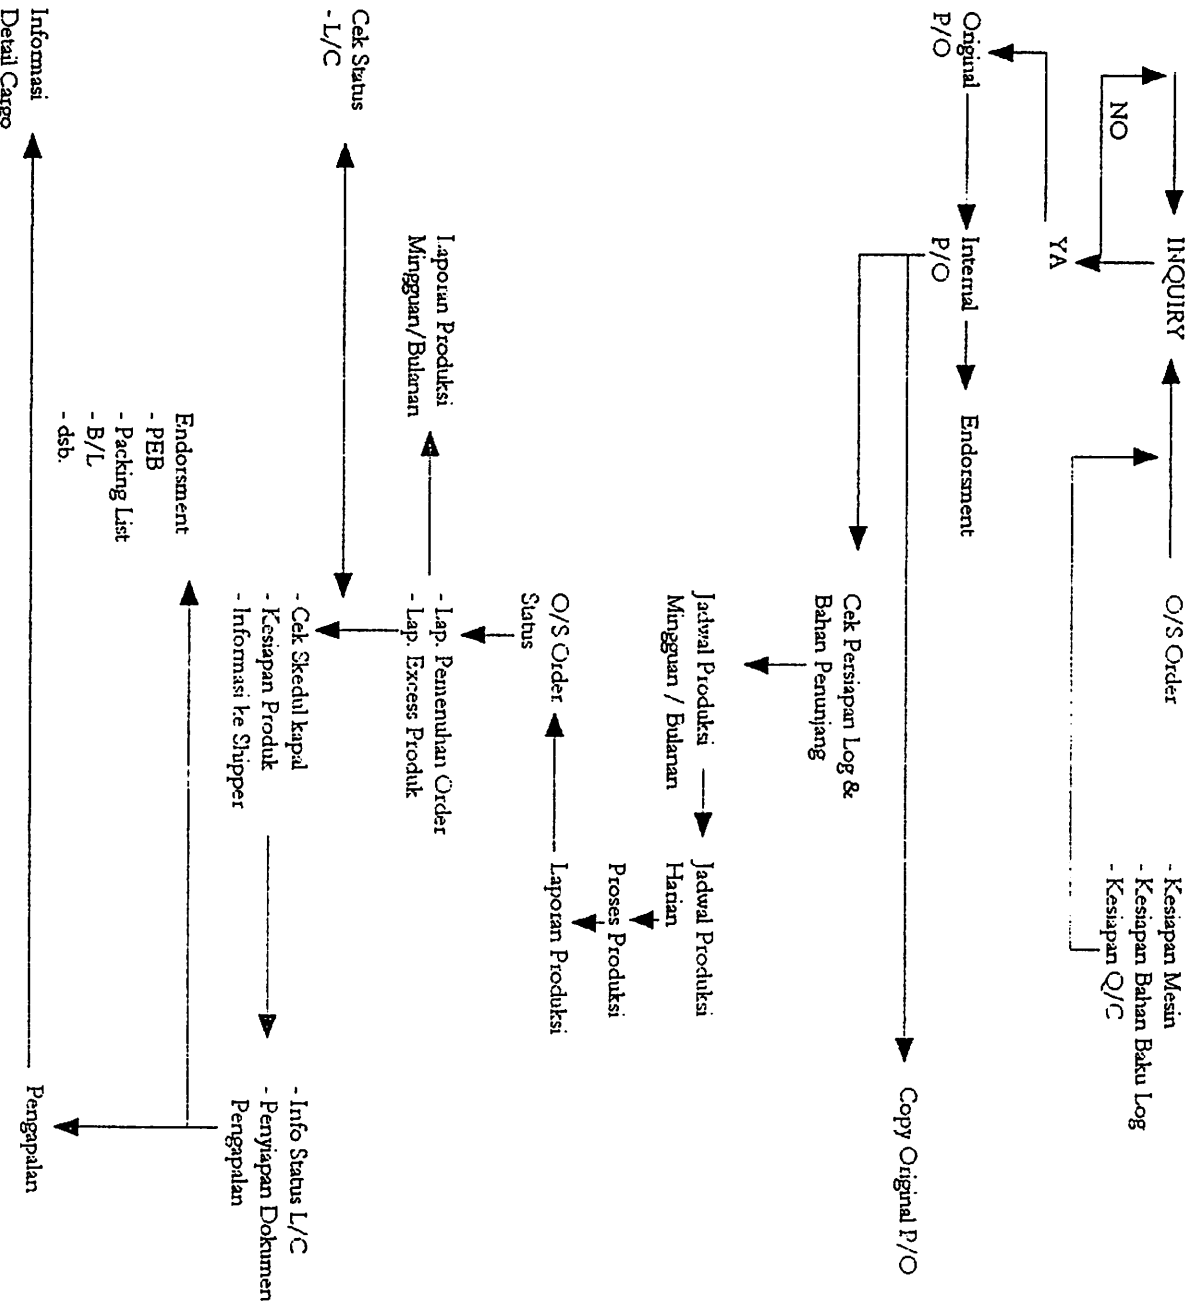 INQUIRY
O/S Order
- Kesiapan Mesin
- Kesiapan Bahan Baku Log
- Kesiapan Q/C
NO
YA
Original
P/O
Internal
P/O
Endorsment
Copy Original P/O
Cek Persiapan Log &
Bahan Penunjang
Jadwal Produksi
Mingguan / Bulanan
Jadwal Produksi
Harian
Proses Produksi
Laporan Produksi
O/S Order
Status
Laporan Produksi
Mingguan/Bulanan
- Lap. Pemenuhan Order
- Lap. Excess Produk
Cek Status
- L/C
- Cek Skedul kapal
- Kesiapan Produk
- Informasi ke Shipper
- Info Status L/C
- Penyiapan Dokumen
Pengapalan
Endorsment
- PEB
- Packing List
- B/L
- dsb.
Informasi
Detail Cargo
Pengapalan